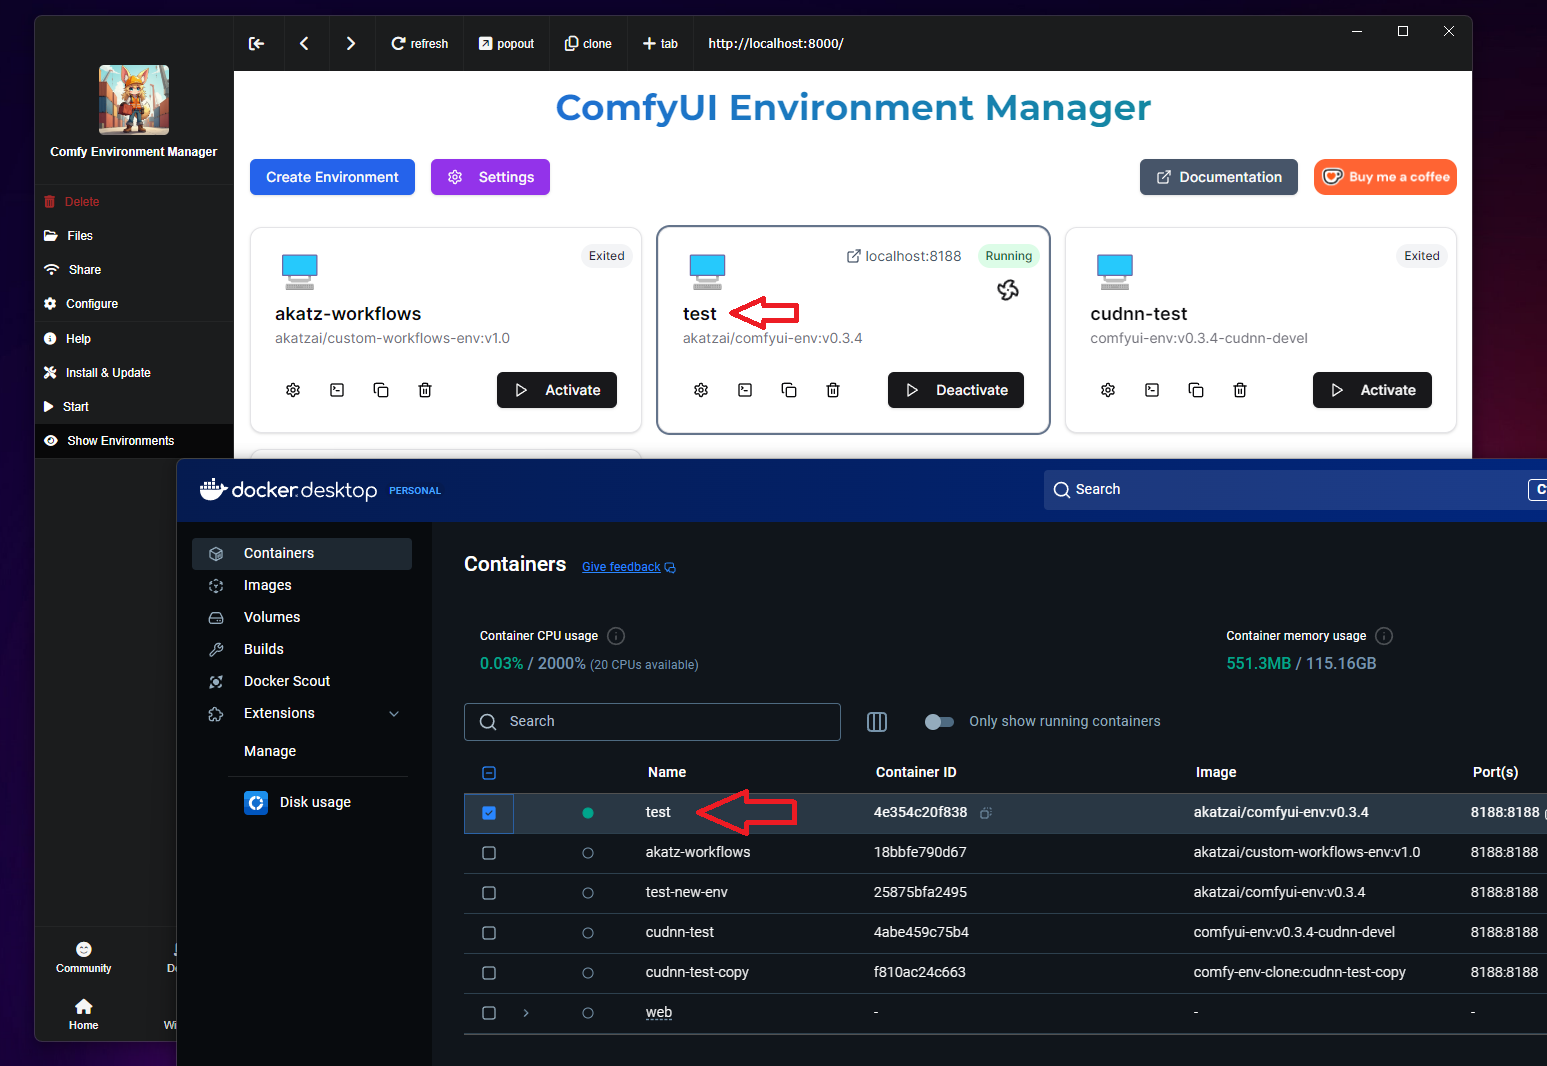 refresh
popout
clone
tab
http://localhost:8000/
Comfy Environment Manager
Delete
Files
Share
Configure
Help
Install & Update
Start
Show Environments
Community
Home
ComfyUI Environment Manager
Create Environment
Settings
Documentation
Buy me a coffee
Exited
akatz-workflows
akatzai/custom-workflows-env:v1.0
Activate
localhost:8188
Running
test
akatzai/comfyui-env:v0.3.4
Deactivate
Exited
cudnn-test
comfyui-env:v0.3.4-cudnn-devel
Activate
docker.desktop PERSONAL
Search
C
Containers
Images
Volumes
Builds
Docker Scout
Extensions
Manage
Disk usage
Containers Give feedback
Container CPU usage
0.03% / 2000% (20 CPUs available)
Container memory usage
551.3MB / 115.16GB
Search
Only show running containers
Name Container ID Image Port(s)
test 4e354c20f838 akatzai/comfyui-env:v0.3.4 8188:8188
akatz-workflows 18bbfe790d67 akatzai/custom-workflows-env:v1.0 8188:8188
test-new-env 25875bfa2495 akatzai/comfyui-env:v0.3.4 8188:8188
cudnn-test 4abe459c75b4 comfyui-env:v0.3.4-cudnn-devel 8188:8188
cudnn-test-copy f810ac24c663 comfy-env-clone:cudnn-test-copy 8188:8188
web - - -